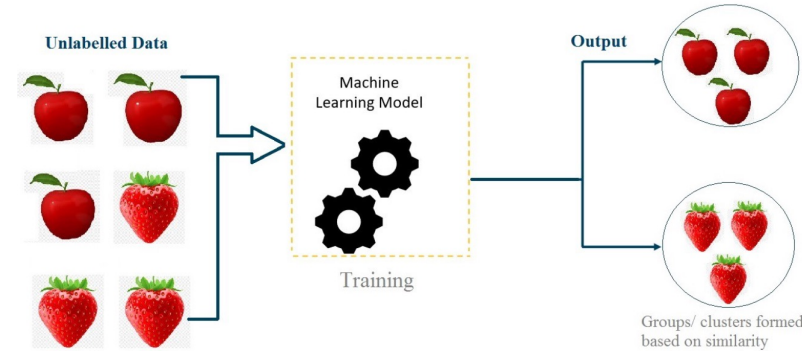 Unlabelled Data
Machine
Learning Model
Training
Output
Groups/ clusters formed
based on similarity